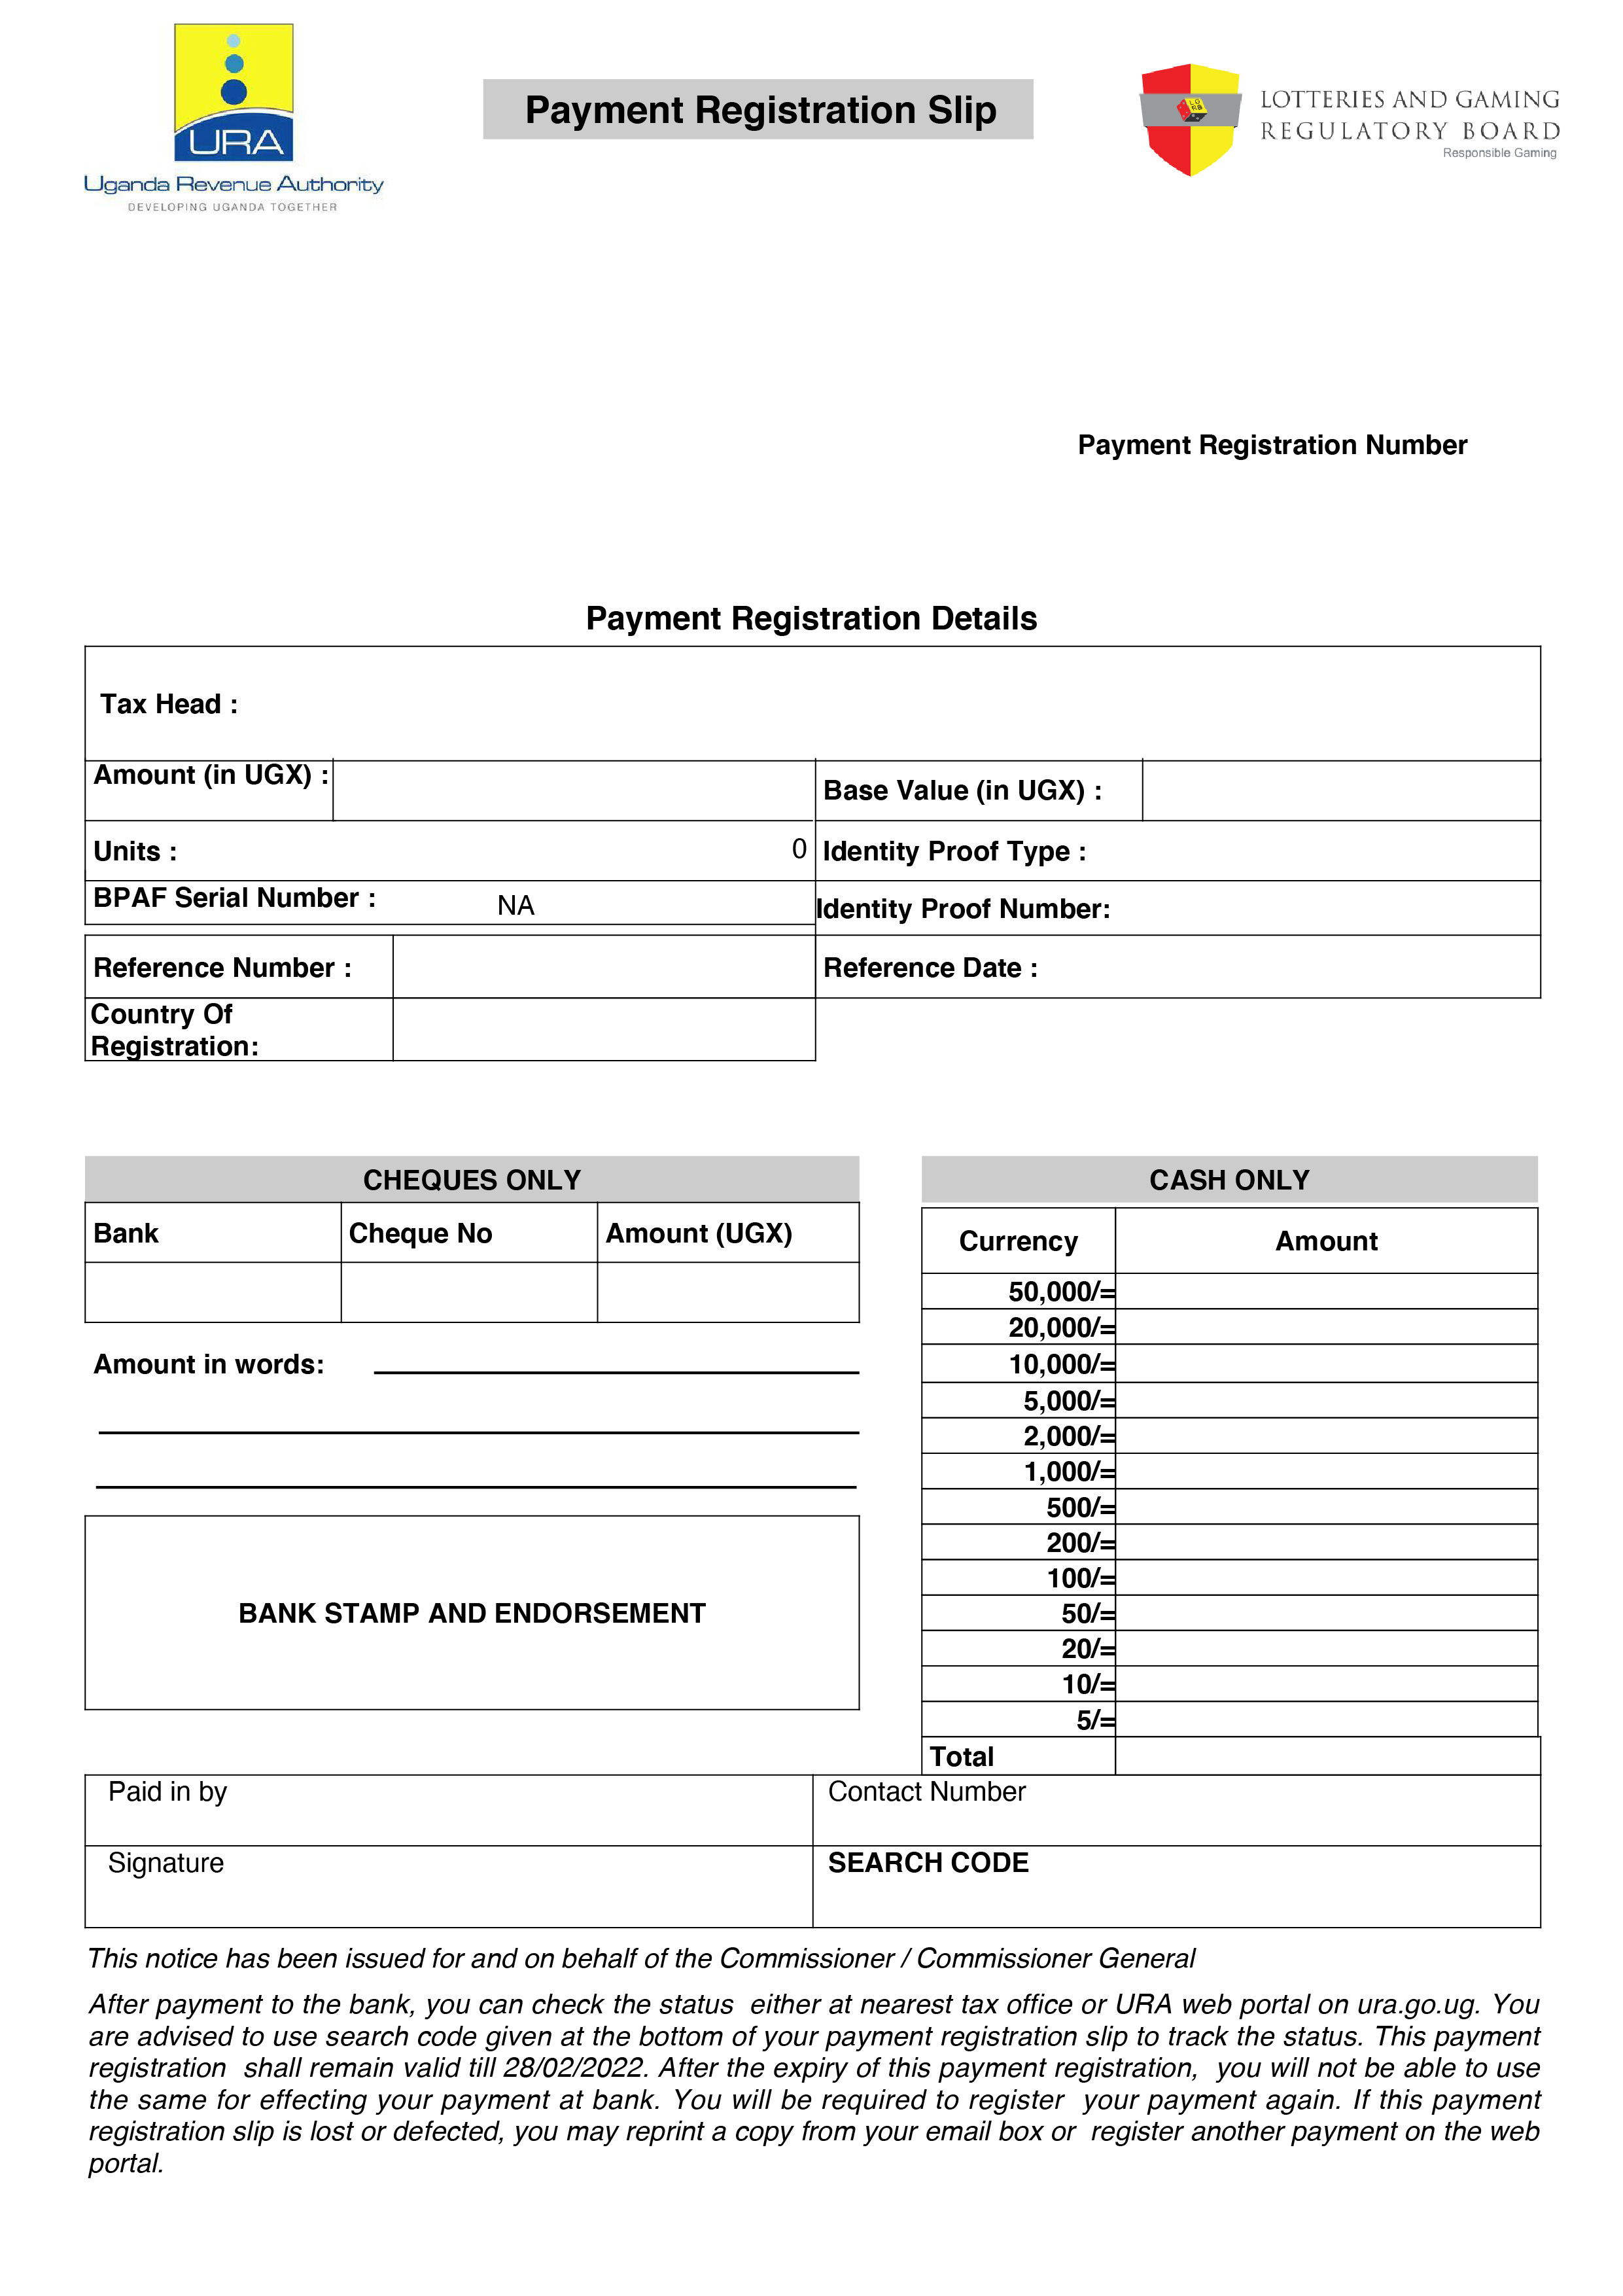 URA
Uganda Revenue Authority
DEVELOPING UGANDA TOGETHER
Payment Registration Slip
LOTTERIES AND GAMING
REGULATORY BOARD
Responsible Gaming
Payment Registration Number
Payment Registration Details
Tax Head :
Amount (in UGX) :
Base Value (in UGX) :
Units : 0
Identity Proof Type :
BPAF Serial Number : NA
Identity Proof Number:
Reference Number :
Reference Date :
Country Of
Registration:
CHEQUES ONLY
Bank Cheque No Amount (UGX)
Amount in words:
BANK STAMP AND ENDORSEMENT
CASH ONLY
Currency Amount
50,000/=
20,000/=
10,000/=
5,000/=
2,000/=
1,000/=
500/=
200/=
100/=
50/=
20/=
10/=
5/=
Total
Paid in by
Contact Number
Signature
SEARCH CODE
This notice has been issued for and on behalf of the Commissioner / Commissioner General
After payment to the bank, you can check the status either at nearest tax office or URA web portal on ura.go.ug. You
are advised to use search code given at the bottom of your payment registration slip to track the status. This payment
registration shall remain valid till 28/02/2022. After the expiry of this payment registration, you will not be able to use
the same for effecting your payment at bank. You will be required to register your payment again. If this payment
registration slip is lost or defected, you may reprint a copy from your email box or register another payment on the web
portal.